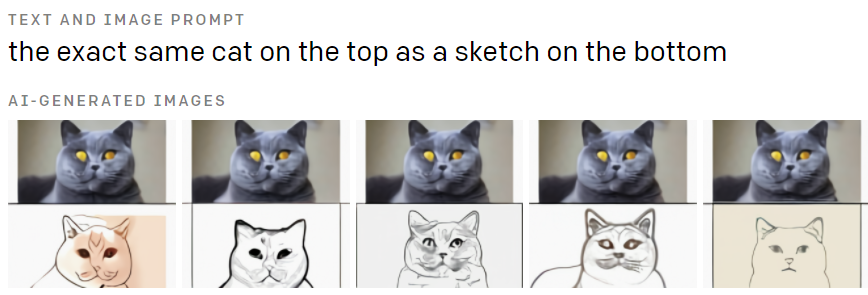 TEXT AND IMAGE PROMPT
the exact same cat on the top as a sketch on the bottom
AI-GENERATED IMAGES